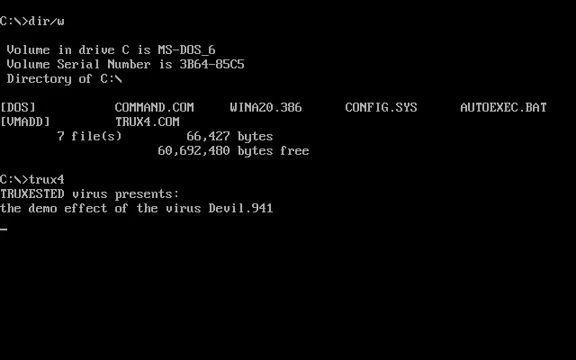 C:\>dir/w
Volume in drive C is MS-DOS_6
Volume Serial Number is 3B64-85C5
Directory of C:\
[DOS] COMMAND.COM WINA20.386 CONFIG.SYS AUTOEXEC.BAT
[VMADD] TRUX4.COM
7 file(s) 66,427 bytes
60,692,480 bytes free
C:\>trux4
TRUXESTED virus presents:
the demo effect of the virus Devil.941
_